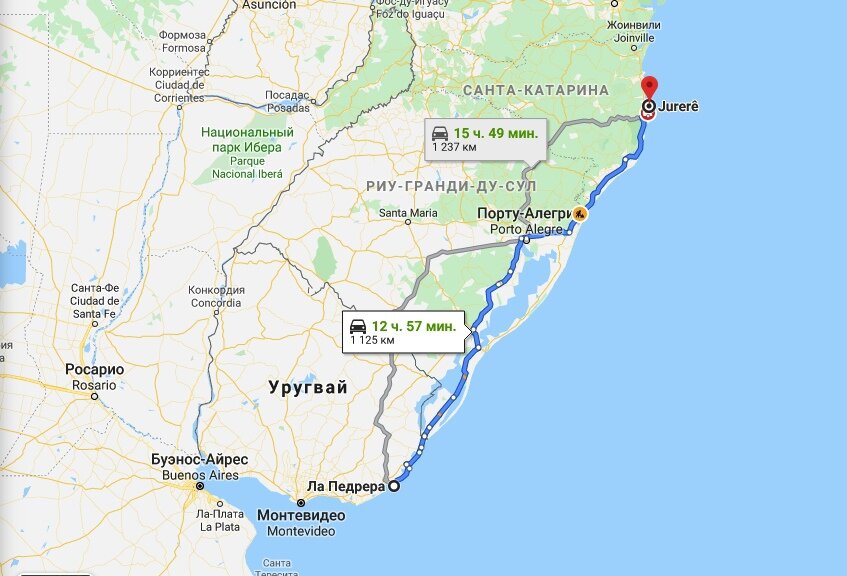 Asunción
Фос-ду-Игуасу
Foz do Iguaçu
Жоинвили
Joinville
Формоза
Formosa
Корриентес
Ciudad de
Corrientes
Посадас
Posadas
САНТА-КАТАРИНА
Jurerê
15 ч. 49 мин.
1 237 км
Национальный
парк Ибера
Parque
Nacional Iberá
РИУ-ГРАНДИ-ДУ-СУЛ
Santa Maria
Порту-Алегри
Porto Alegre
Санта-Фе
Ciudad de
Santa Fe
Конкордия
Concordia
12 ч. 57 мин.
1 125 км
ия
Росарио
Rosario
Уругвай
Буэнос-Айрес
Buenos Aires
Ла Педрера
Ла-Плата
La Plata
Монтевидео
Montevideo
Санта
Тересита